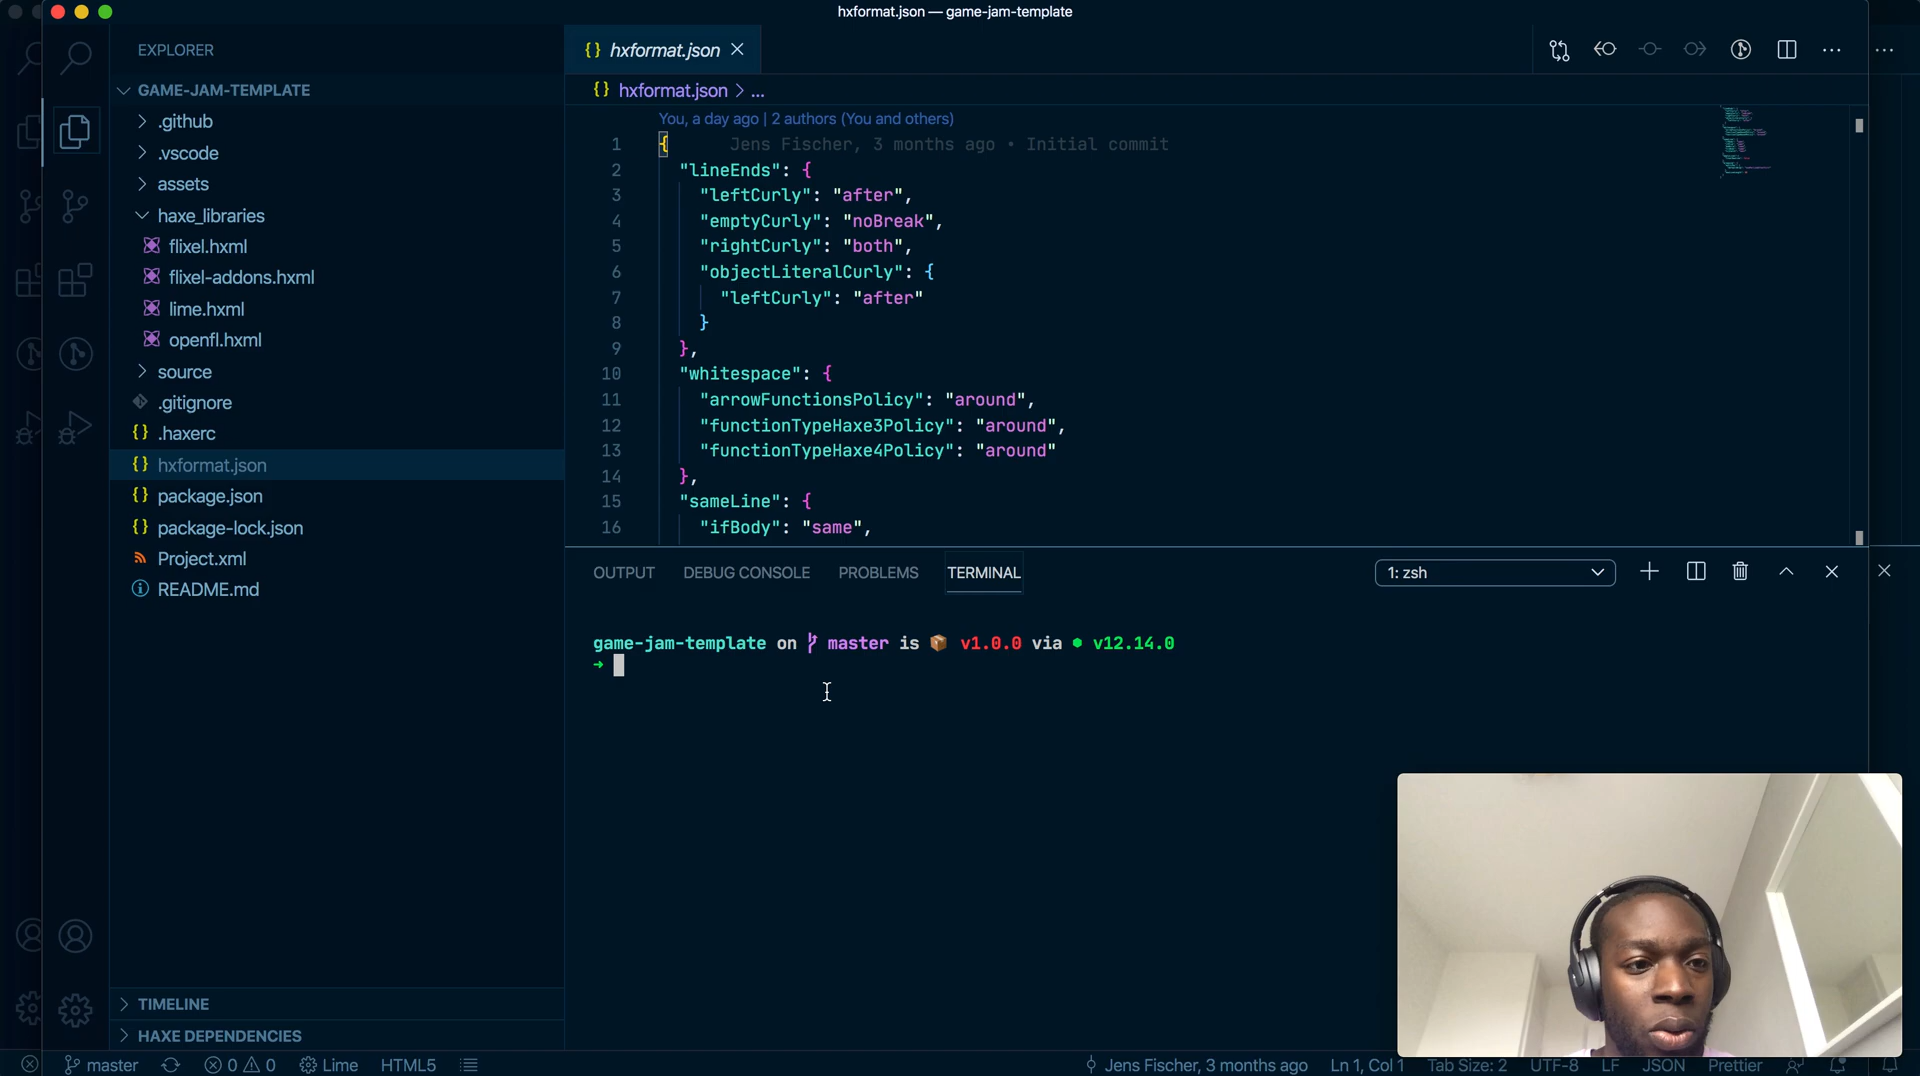 hxformat.json — game-jam-template
EXPLORER
GAME-JAM-TEMPLATE
.github
.vscode
assets
haxe_libraries
flixel.hxml
flixel-addons.hxml
lime.hxml
openfl.hxml
source
.gitignore
.haxerc
hxformat.json
package.json
package-lock.json
Project.xml
README.md
TIMELINE
HAXE DEPENDENCIES
{} hxformat.json
{} hxformat.json > ...
You, a day ago | 2 authors (You and others)
1 { Jens Fischer, 3 months ago • Initial commit
2 "lineEnds": {
3 "leftCurly": "after",
4 "emptyCurly": "noBreak",
5 "rightCurly": "both",
6 "objectLiteralCurly": {
7 "leftCurly": "after"
8 }
9 },
10 "whitespace": {
11 "arrowFunctionsPolicy": "around",
12 "functionTypeHaxe3Policy": "around",
13 "functionTypeHaxe4Policy": "around"
14 },
15 "sameLine": {
16 "ifBody": "same",
OUTPUT DEBUG CONSOLE PROBLEMS TERMINAL 1: zsh
game-jam-template on master is 📦 v1.0.0 via ● v12.14.0
➜
master 0 0 Lime HTML5 Jens Fischer, 3 months ago Ln 1, Col 1 Tab Size: 2 UTF-8 LF JSON Prettier